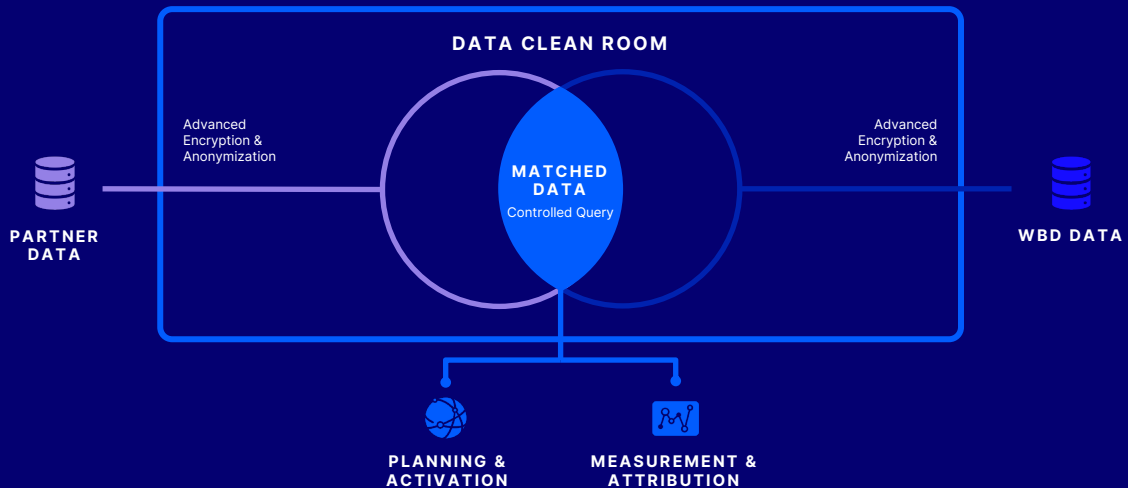 DATA CLEAN ROOM
Advanced
Encryption &
Anonymization
Advanced
Encryption &
Anonymization
MATCHED
DATA
Controlled Query
PARTNER
DATA
WBD DATA
PLANNING &
ACTIVATION
MEASUREMENT &
ATTRIBUTION